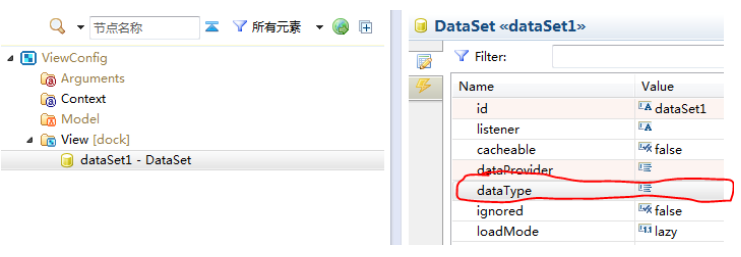 节点名称
所有元素
ViewConfig
Arguments
Context
Model
View [dock]
dataSet1 - DataSet
DataSet «dataSet1»
Filter:
Name Value
id dataSet1
listener
cacheable false
dataProvider
dataType
ignored false
loadMode lazy